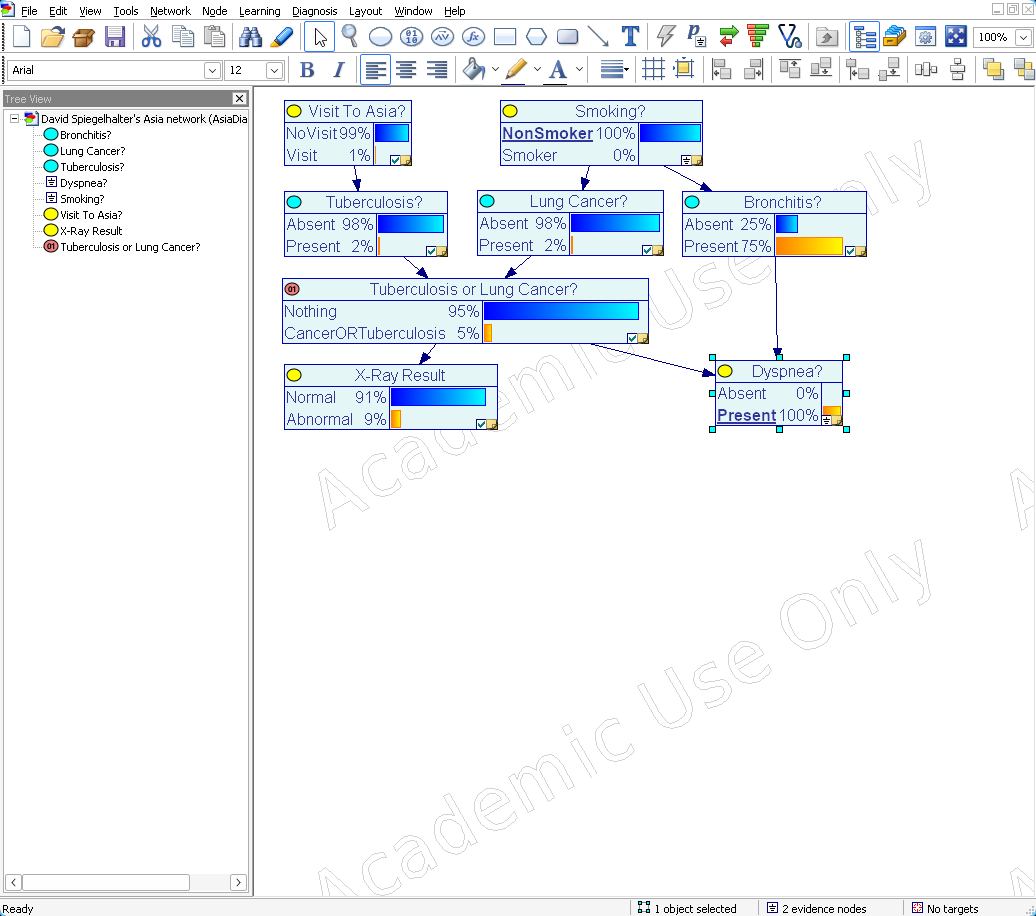 File Edit View Tools Network Node Learning Diagnosis Layout Window Help
100%
Arial 12 B I A
Tree View
David Spiegelhalter's Asia network (AsiaDia
Bronchitis?
Lung Cancer?
Tuberculosis?
Dyspnea?
Smoking?
Visit To Asia?
X-Ray Result
01 Tuberculosis or Lung Cancer?
Visit To Asia?
NoVisit 99%
Visit 1%
Smoking?
NonSmoker 100%
Smoker 0%
Tuberculosis?
Absent 98%
Present 2%
Lung Cancer?
Absent 98%
Present 2%
Bronchitis?
Absent 25%
Present 75%
01 Tuberculosis or Lung Cancer?
Nothing 95%
CancerORTuberculosis 5%
X-Ray Result
Normal 91%
Abnormal 9%
Dyspnea?
Absent 0%
Present 100%
Academic Use Only
Academic Use Only
Ready
1 object selected
2 evidence nodes
No targets